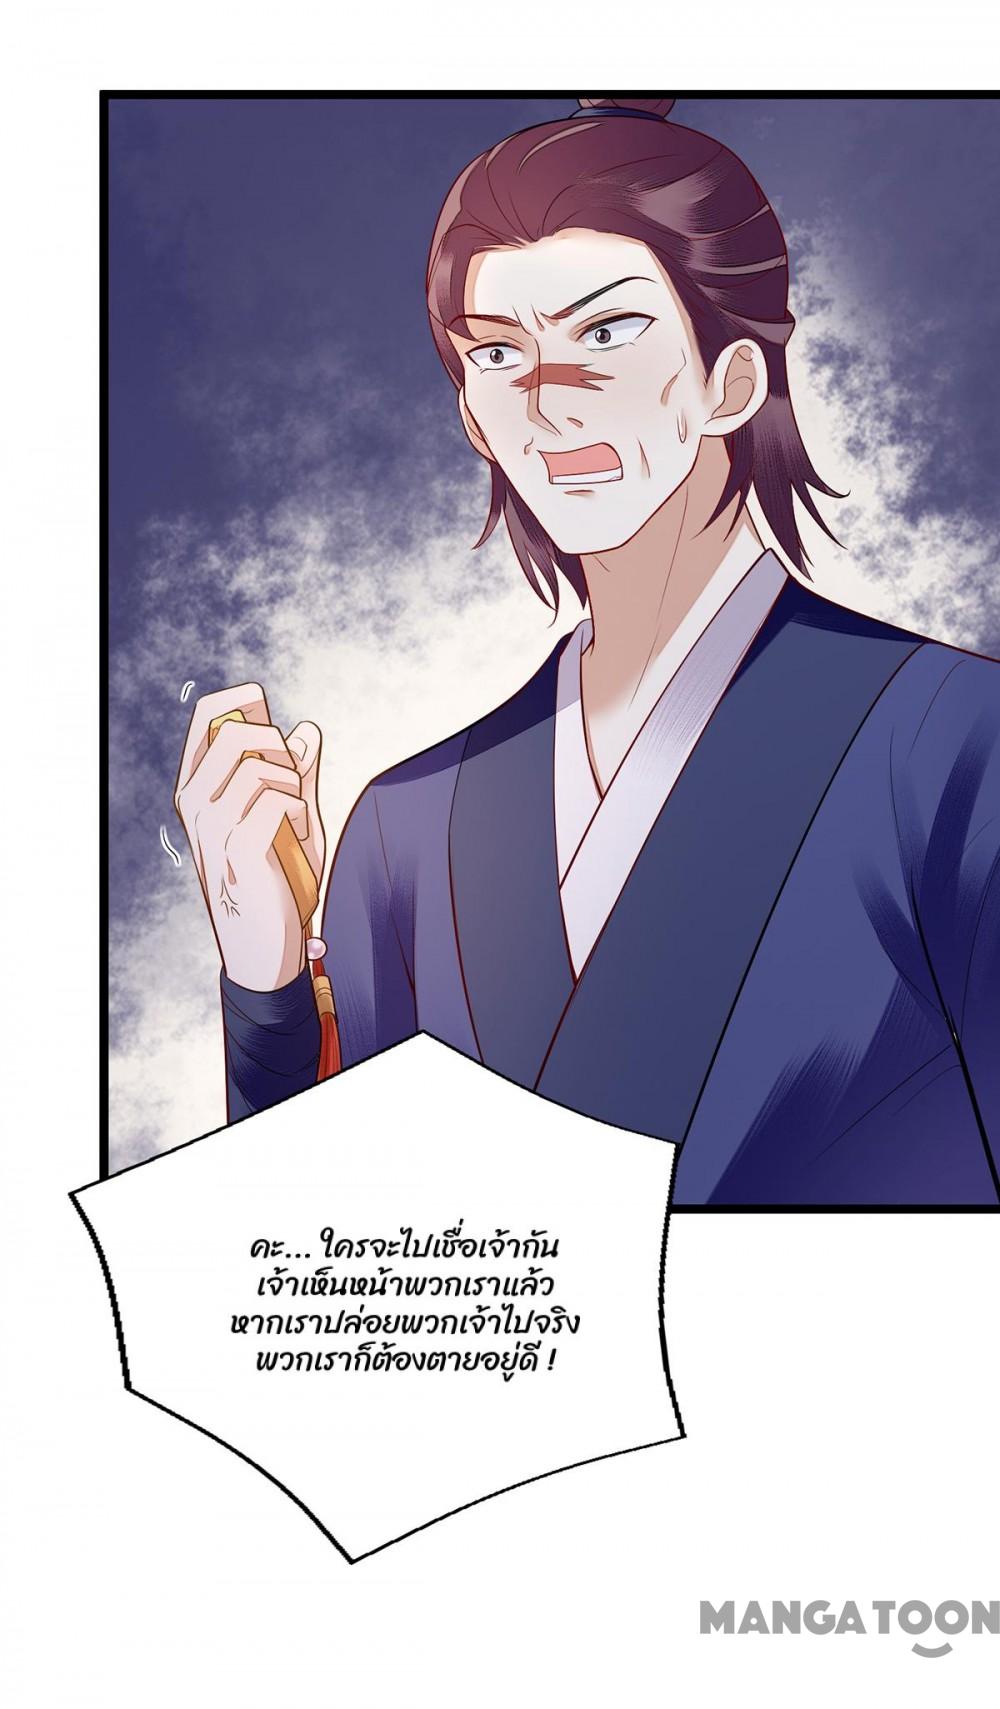 คะ... ใครจะไปเชื่อเจ้ากัน
เจ้าเห็นหน้าพวกเราแล้ว
หากเราปล่อยพวกเจ้าไปจริง
พวกเราก็ต้องตายอยู่ดี !
MANGATOON